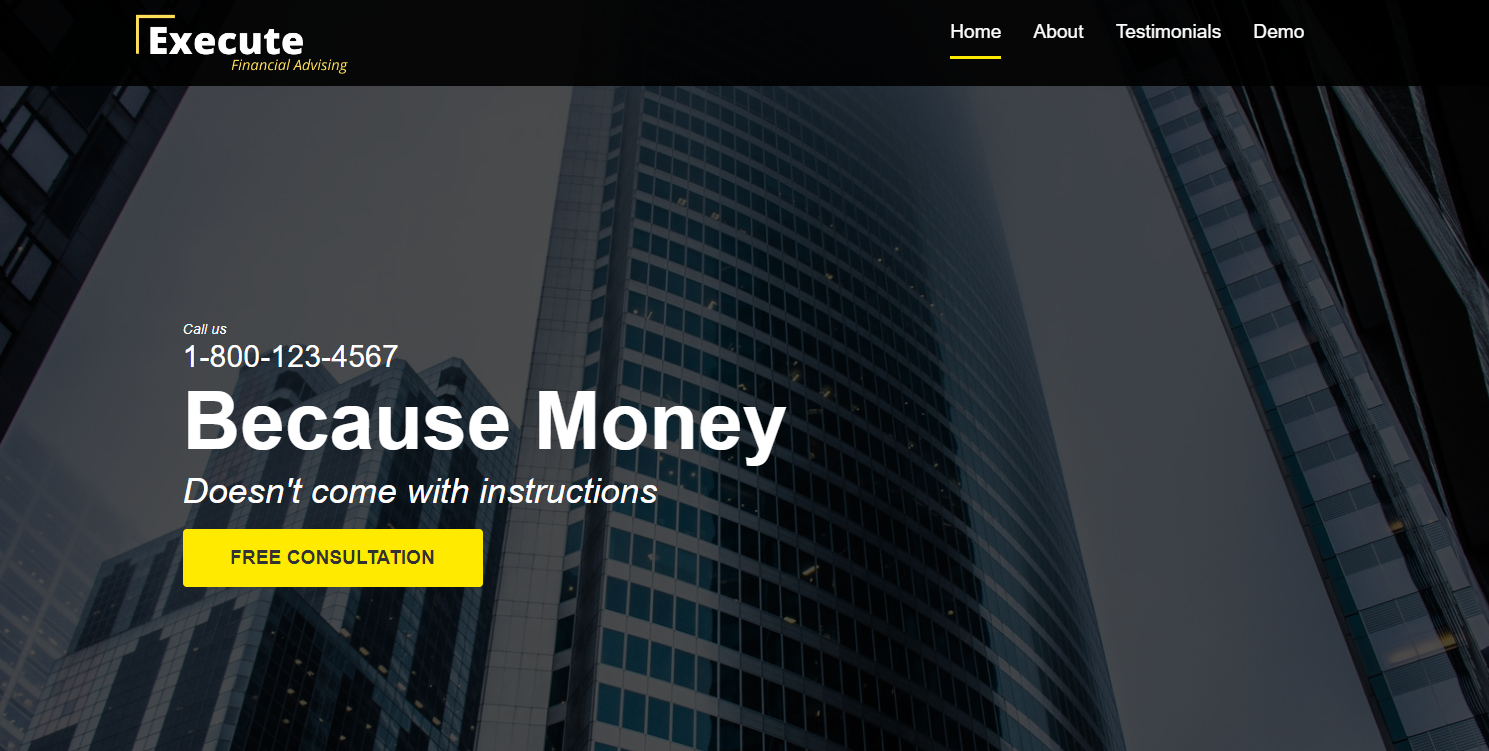 Execute
Financial Advising
Home About Testimonials Demo
Call us
1-800-123-4567
Because Money
Doesn't come with instructions
FREE CONSULTATION